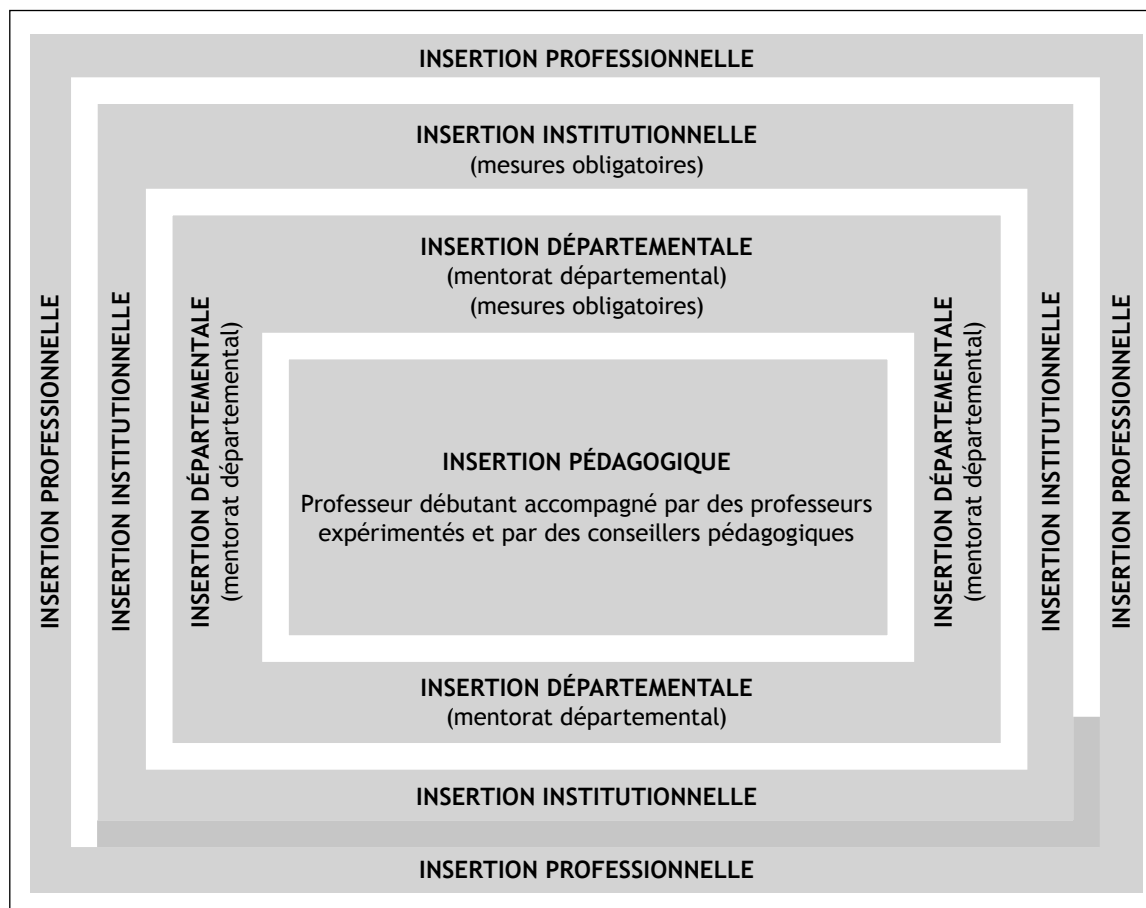 INSERTION PROFESSIONNELLE
INSERTION INSTITUTIONNELLE
(mesures obligatoires)
INSERTION DÉPARTEMENTALE
(mentorat départemental)
(mesures obligatoires)
INSERTION PROFESSIONNELLE
INSERTION INSTITUTIONNELLE
INSERTION DÉPARTEMENTALE
(mentorat départemental)
INSERTION PÉDAGOGIQUE
Professeur débutant accompagné par des professeurs
expérimentés et par des conseillers pédagogiques
INSERTION DÉPARTEMENTALE
(mentorat départemental)
INSERTION INSTITUTIONNELLE
INSERTION PROFESSIONNELLE
INSERTION DÉPARTEMENTALE
(mentorat départemental)
INSERTION INSTITUTIONNELLE
INSERTION PROFESSIONNELLE